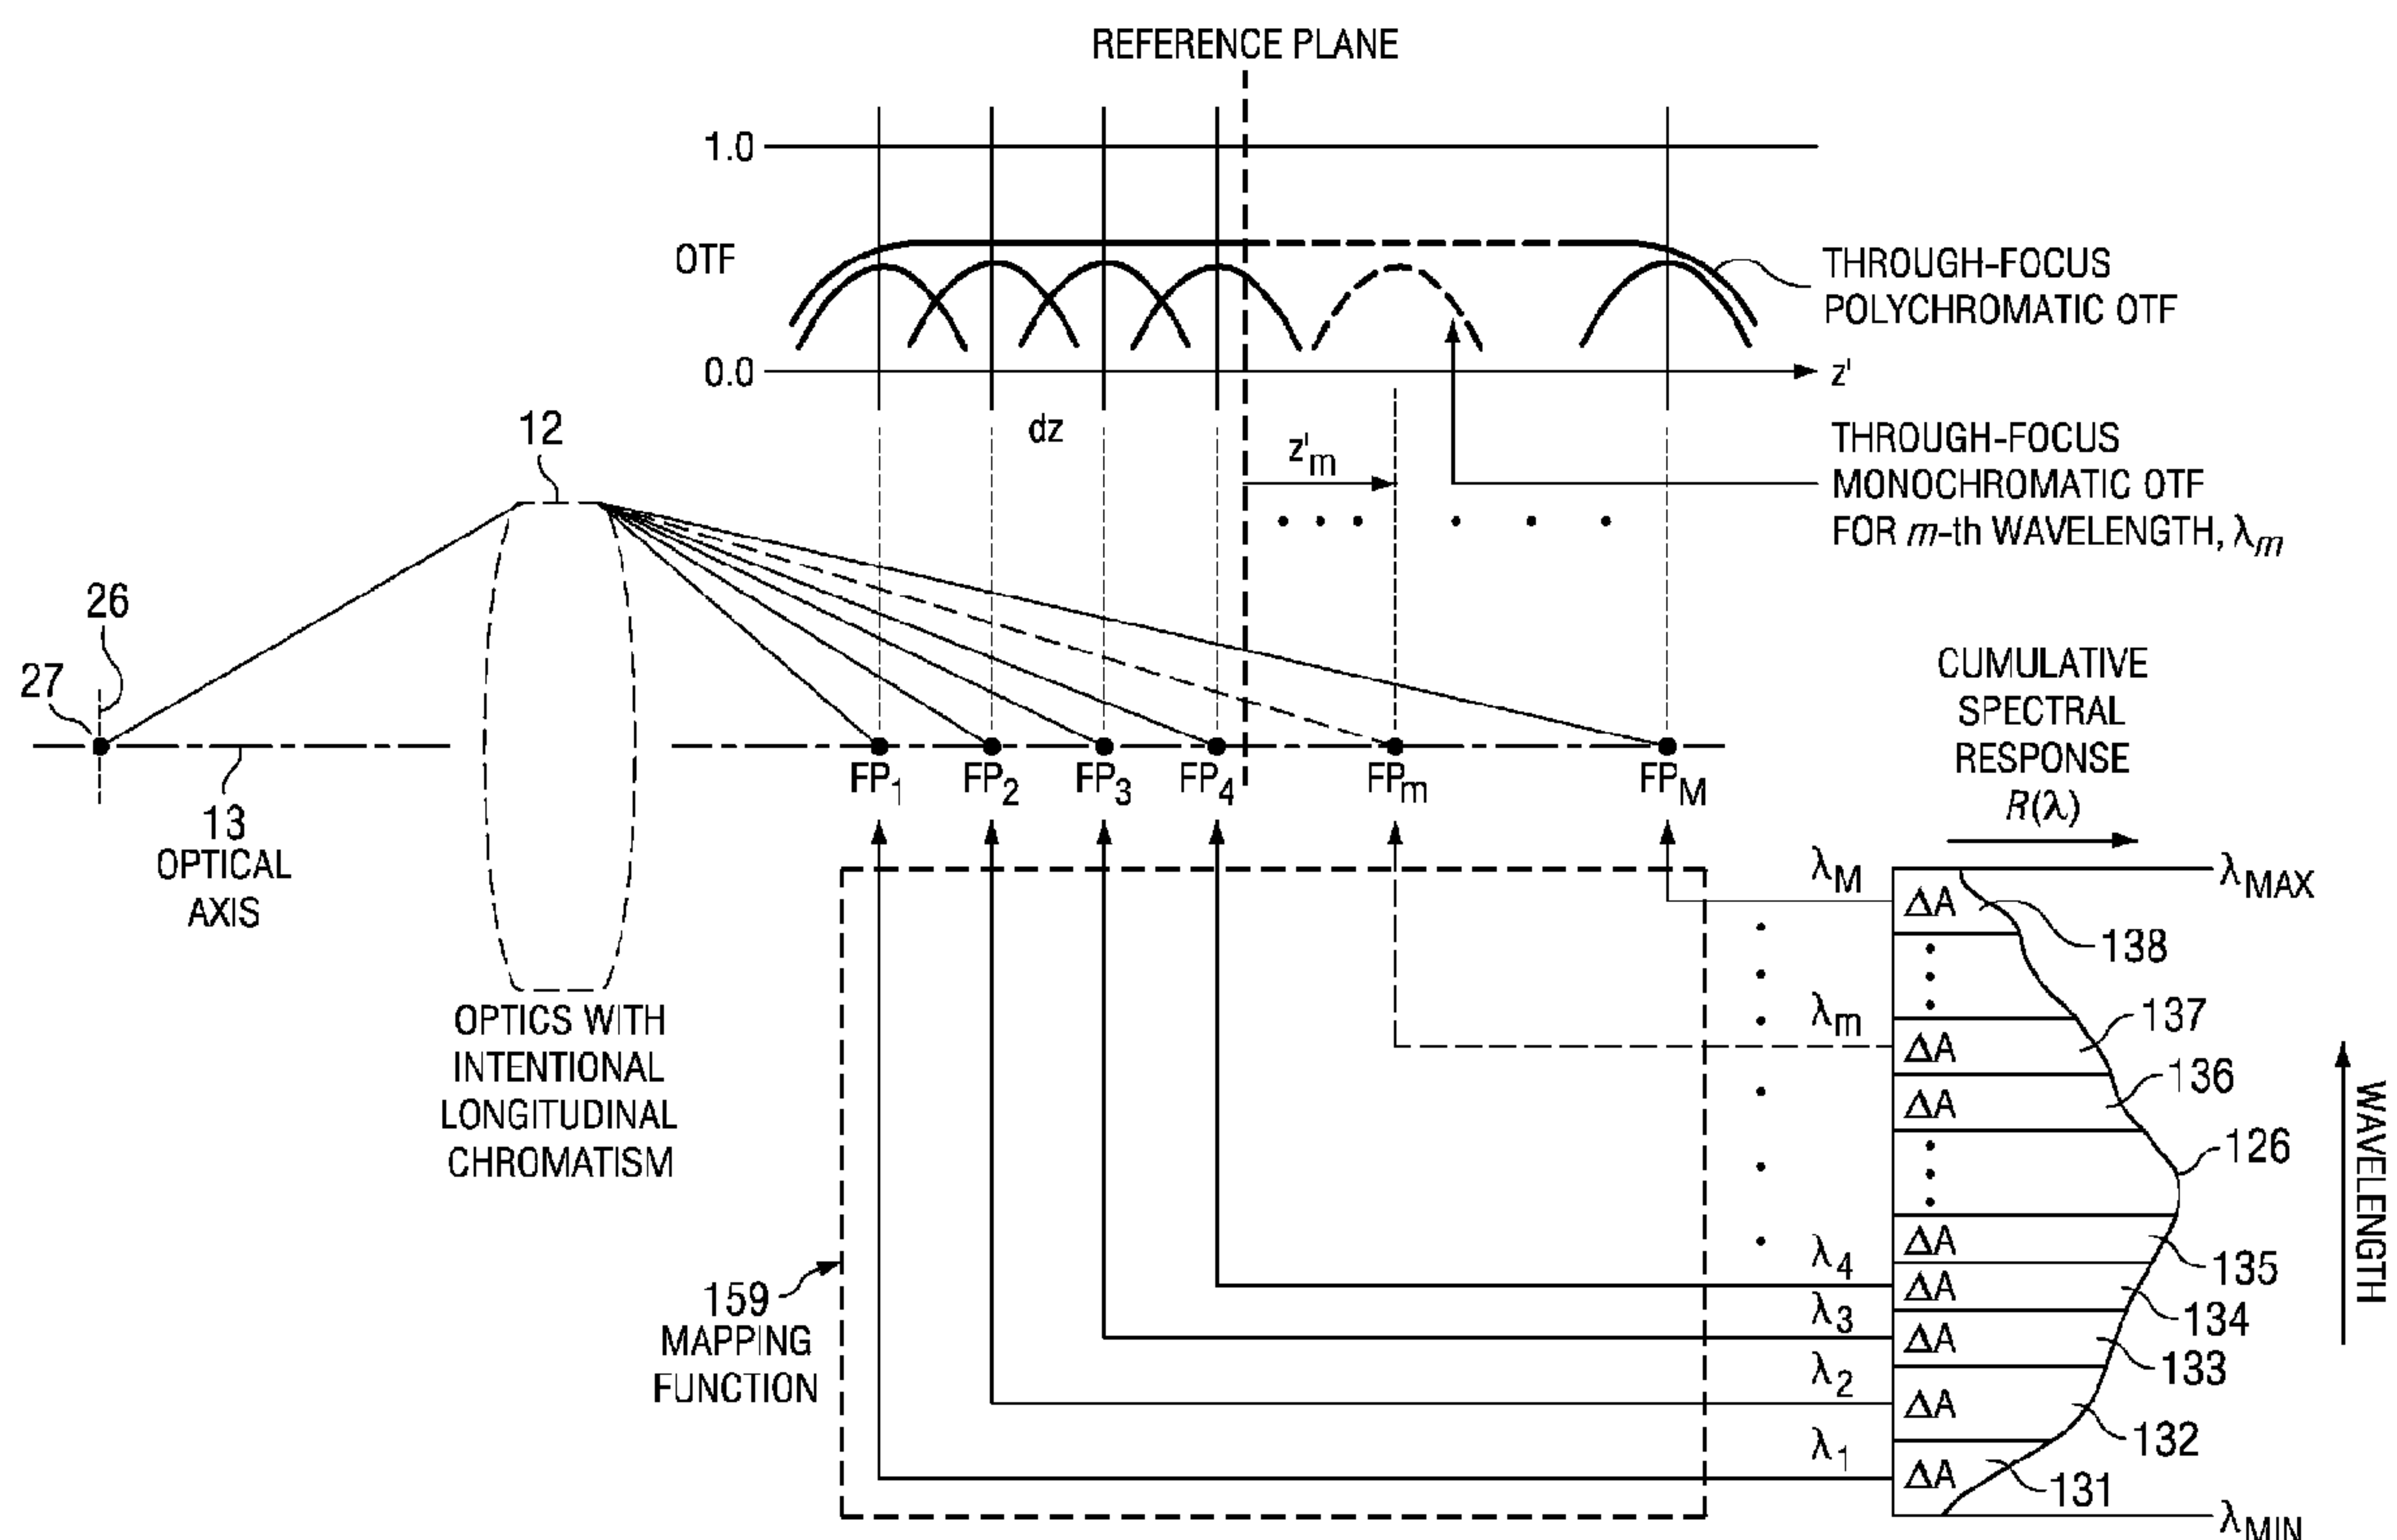 REFERENCE PLANE
1.0
OTF
0.0
z'
THROUGH-FOCUS
POLYCHROMATIC OTF
dz
z'm
THROUGH-FOCUS
MONOCHROMATIC OTF
FOR m-th WAVELENGTH, λm
12
26
27
13
OPTICAL
AXIS
FP1
FP2
FP3
FP4
FPm
FPM
OPTICS WITH
INTENTIONAL
LONGITUDINAL
CHROMATISM
CUMULATIVE
SPECTRAL
RESPONSE
R(λ)
λMAX
λM
ΔA
138
λm
ΔA
137
ΔA
136
126
ΔA
135
λ4
ΔA
134
λ3
ΔA
133
λ2
ΔA
132
λ1
ΔA
131
λMIN
WAVELENGTH
159
MAPPING
FUNCTION